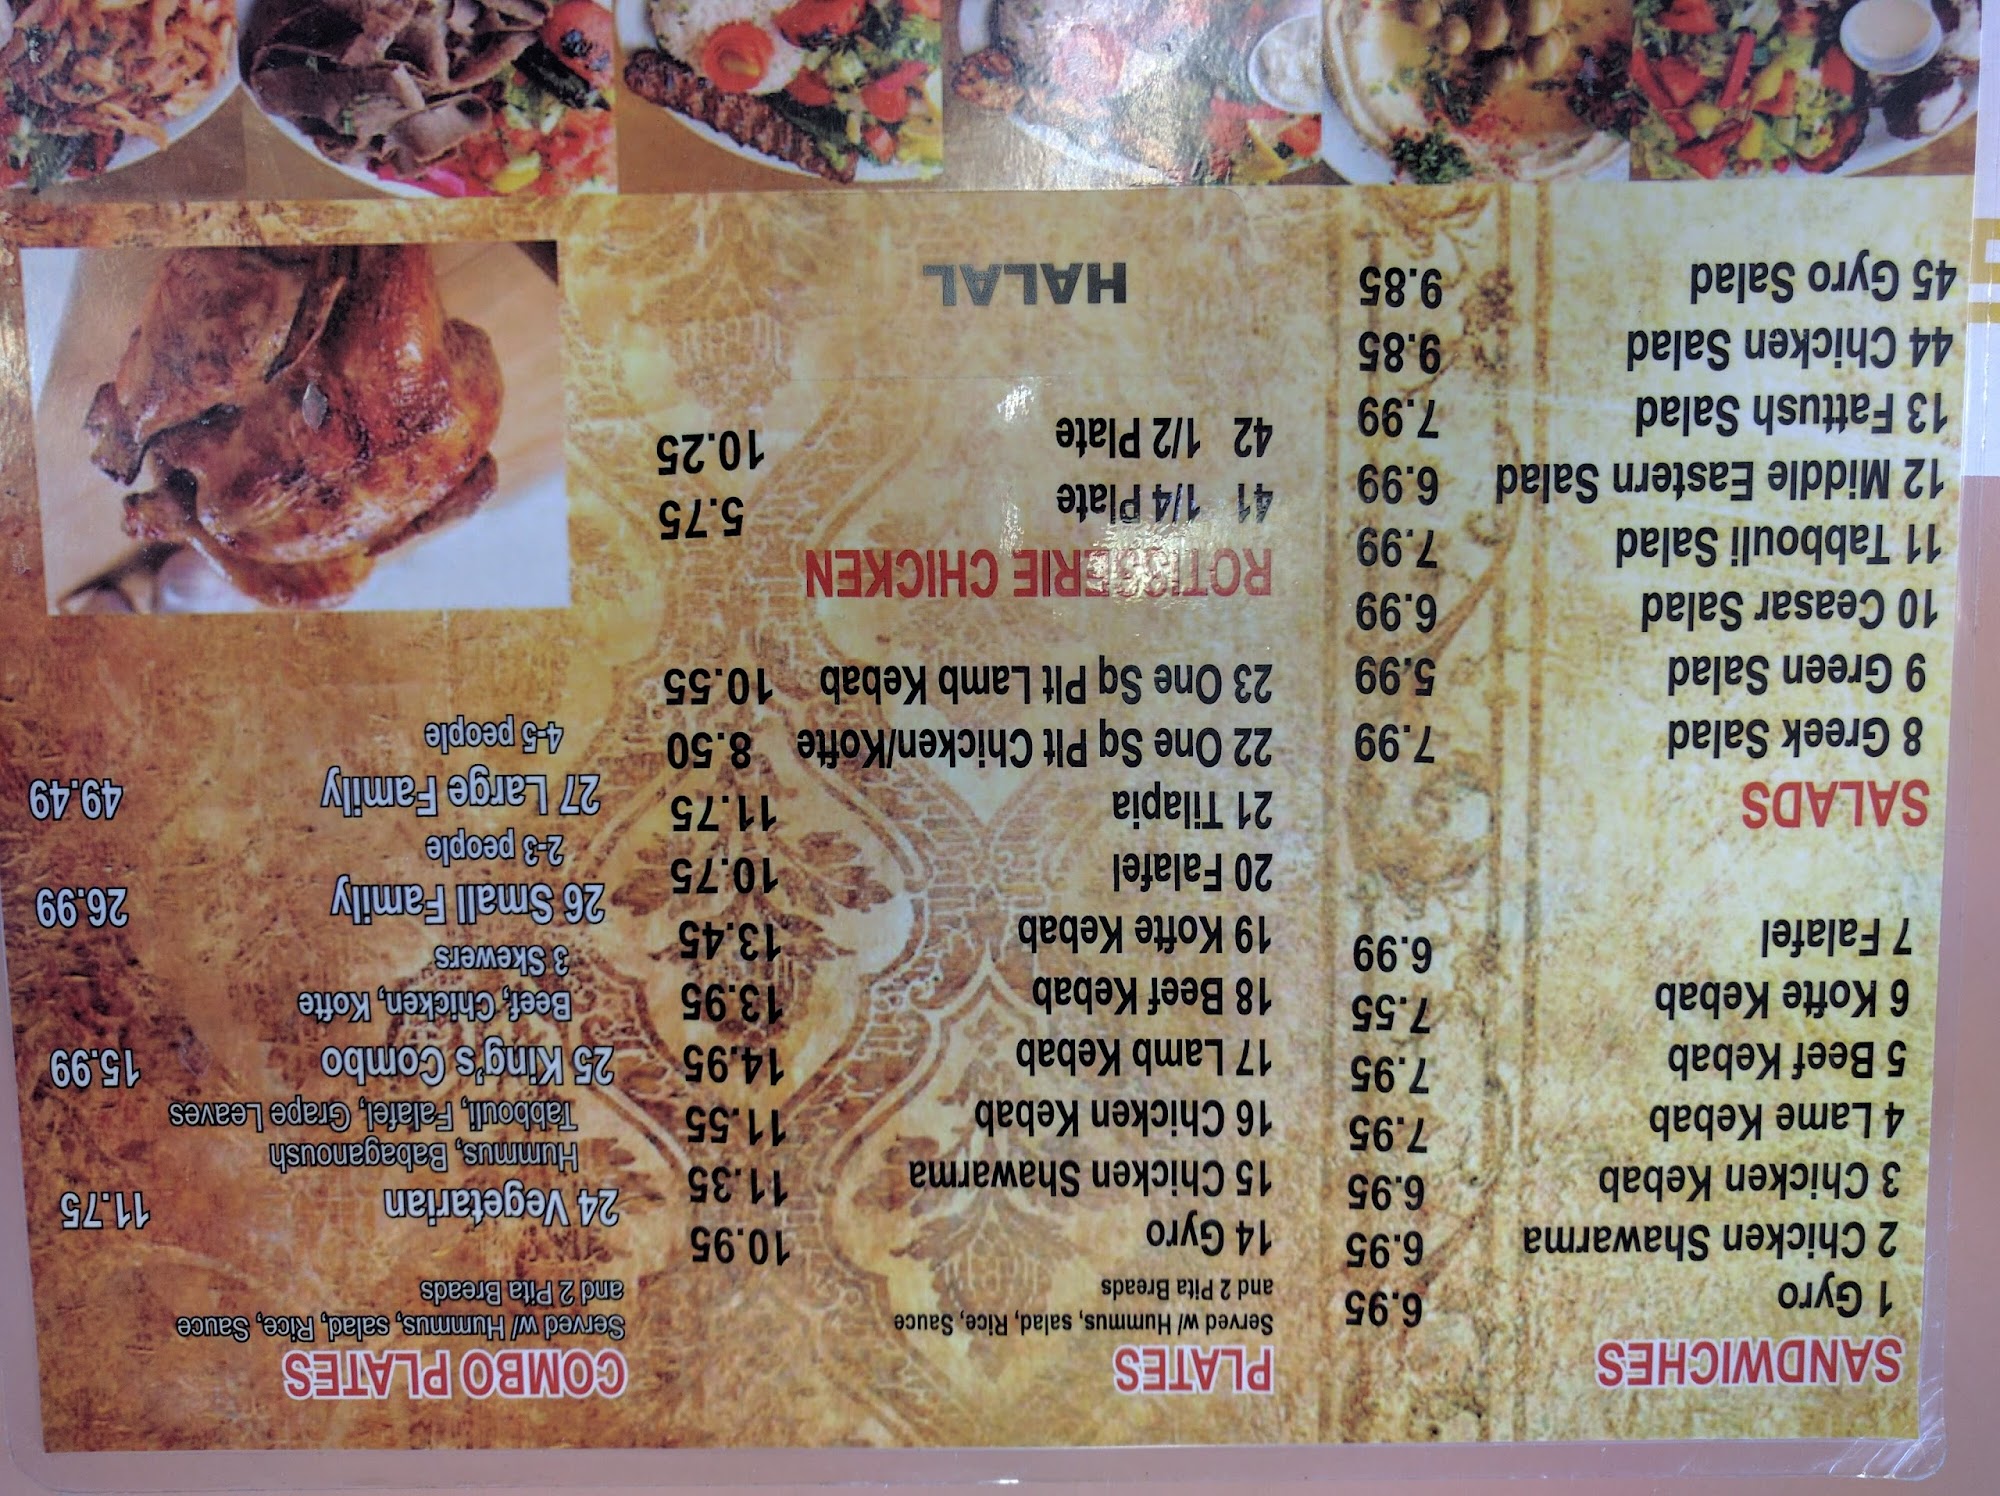 SANDWICHES
1 Gyro 6.95
2 Chicken Shawarma 6.95
3 Chicken Kebab 6.95
4 Lame Kebab 7.95
5 Beef Kebab 7.95
6 Kofte Kebab 7.55
7 Falafel 6.99
SALADS
8 Greek Salad 7.99
9 Green Salad 5.99
10 Ceasar Salad 6.99
11 Tabbouli Salad 7.99
12 Middle Eastern Salad 6.99
13 Fattush Salad 7.99
44 Chicken Salad 9.85
45 Gyro Salad 9.85
PLATES
Served w/ Hummus, salad, Rice, Sauce
and 2 Pita Breads
14 Gyro 10.95
15 Chicken Shawarma 11.35
16 Chicken Kebab 11.55
17 Lamb Kebab 14.95
18 Beef Kebab 13.95
19 Kofte Kebab 13.45
20 Falafel 10.75
21 Tilapia 11.75
22 One Sq Plt Chicken/Kofte 8.50
23 One Sq Plt Lamb Kebab 10.55
ROTISSERIE CHICKEN
41 1/4 Plate 5.75
42 1/2 Plate 10.25
HALAL
COMBO PLATES
Served w/ Hummus, salad, Rice, Sauce
and 2 Pita Breads
24 Vegetarian 11.75
Hummus, Babaganoush
Tabbouli, Falafel, Grape Leaves
25 King's Combo 15.99
Beef, Chicken, Kofte
3 Skewers
26 Small Family 26.99
2-3 people
27 Large Family 49.49
4-5 people